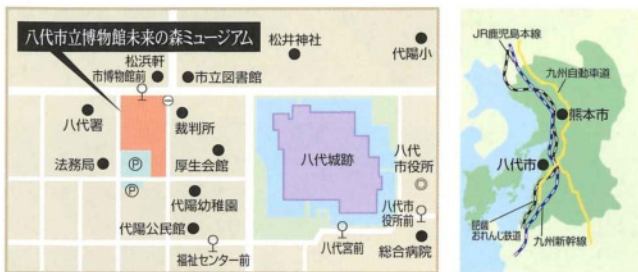 八代市立博物館未来の森ミュージアム
松井神社
代陽小
松浜軒
市博物館前
市立図書館
八代署
裁判所
法務局
P
厚生会館
P
代陽幼稚園
代陽公民館
福祉センター前
八代城跡
八代
市役所
八代市
役所前
八代宮前
総合病院
JR鹿児島本線
九州自動車道
熊本市
八代市
肥薩
おれんじ鉄道
九州新幹線